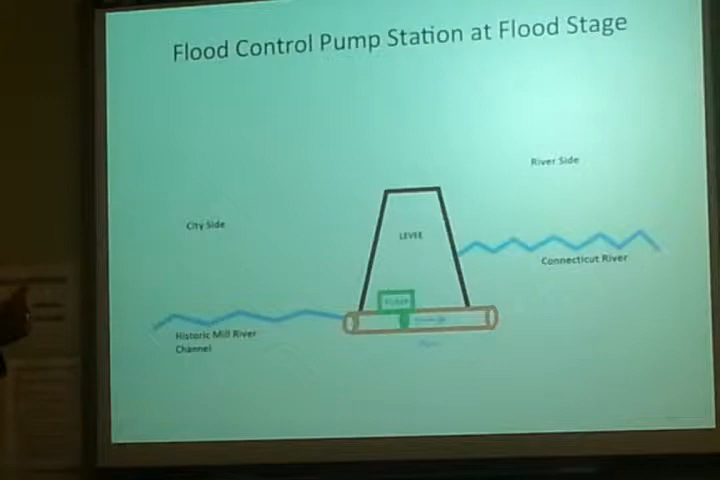 Flood Control Pump Station at Flood Stage
River Side
City Side
LEVEE
Connecticut River
PUMP
Historic Mill River
Channel